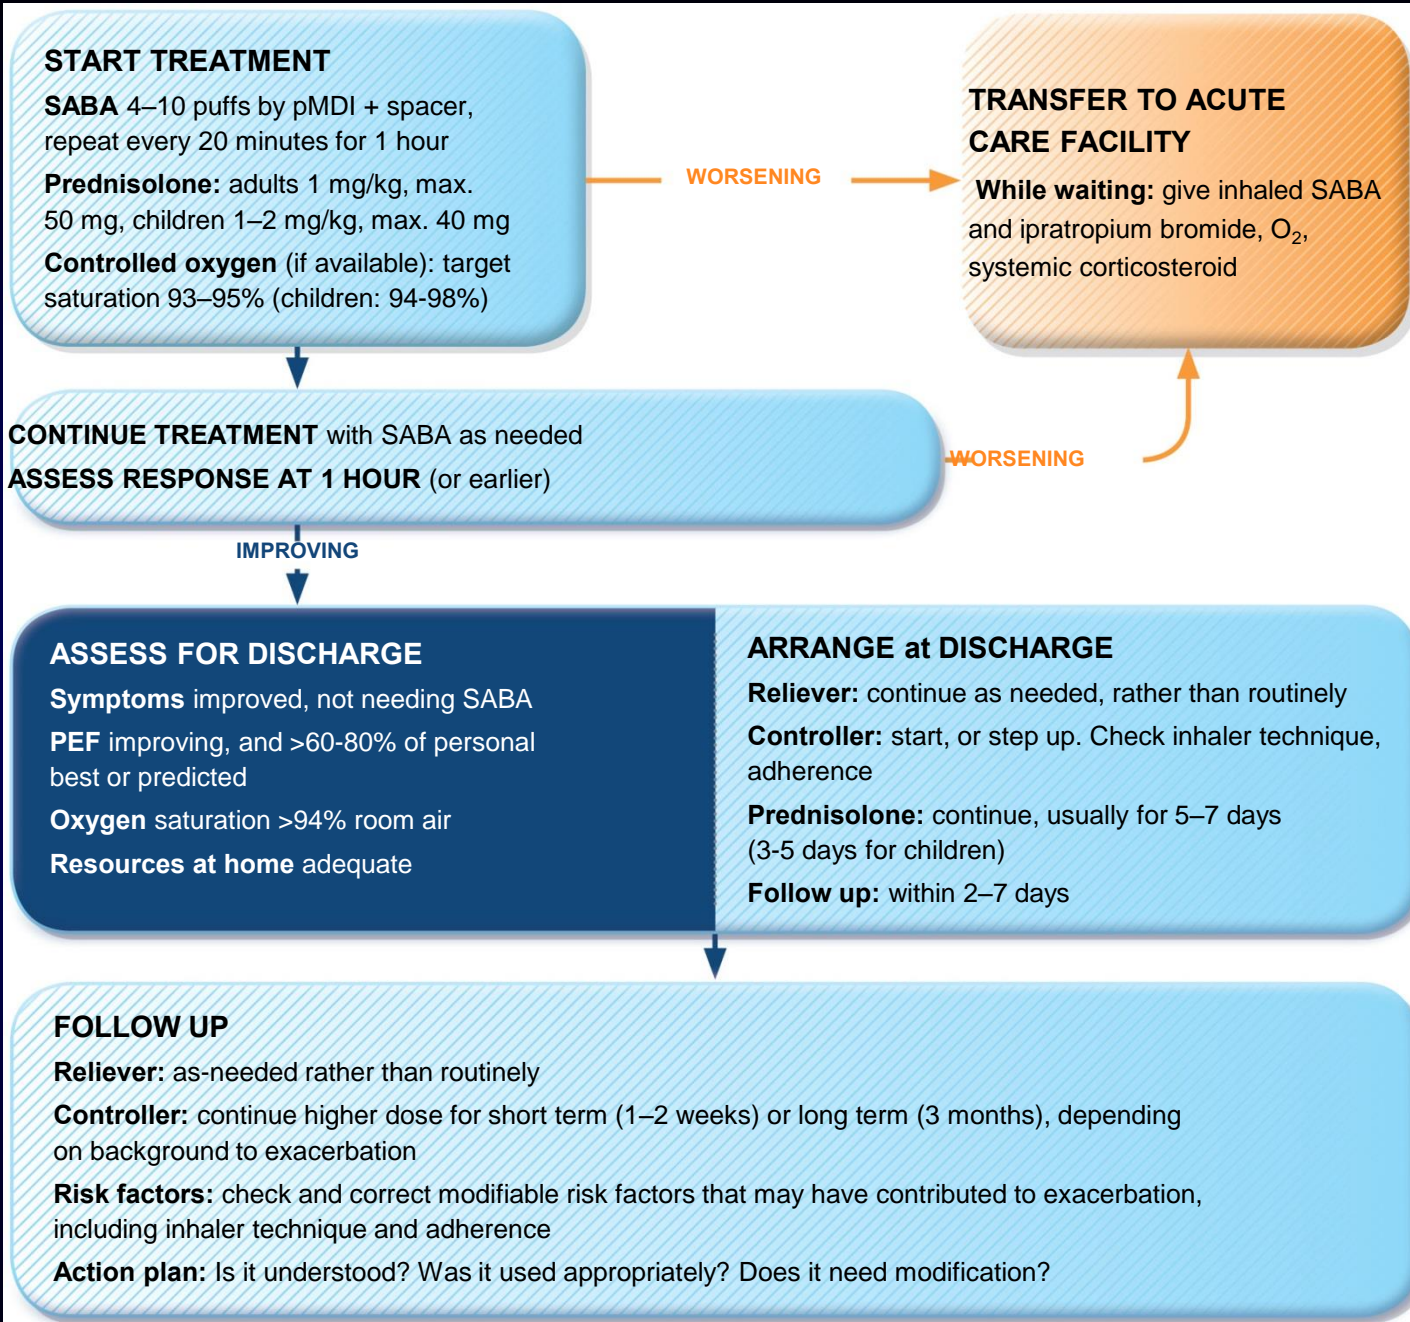 START TREATMENT
SABA 4–10 puffs by pMDI + spacer,
repeat every 20 minutes for 1 hour
Prednisolone: adults 1 mg/kg, max.
50 mg, children 1–2 mg/kg, max. 40 mg
Controlled oxygen (if available): target
saturation 93–95% (children: 94-98%)
WORSENING
TRANSFER TO ACUTE
CARE FACILITY
While waiting: give inhaled SABA
and ipratropium bromide, O₂,
systemic corticosteroid
CONTINUE TREATMENT with SABA as needed
ASSESS RESPONSE AT 1 HOUR (or earlier)
WORSENING
IMPROVING
ASSESS FOR DISCHARGE
Symptoms improved, not needing SABA
PEF improving, and >60-80% of personal
best or predicted
Oxygen saturation >94% room air
Resources at home adequate
ARRANGE at DISCHARGE
Reliever: continue as needed, rather than routinely
Controller: start, or step up. Check inhaler technique,
adherence
Prednisolone: continue, usually for 5–7 days
(3-5 days for children)
Follow up: within 2–7 days
FOLLOW UP
Reliever: as-needed rather than routinely
Controller: continue higher dose for short term (1–2 weeks) or long term (3 months), depending
on background to exacerbation
Risk factors: check and correct modifiable risk factors that may have contributed to exacerbation,
including inhaler technique and adherence
Action plan: Is it understood? Was it used appropriately? Does it need modification?